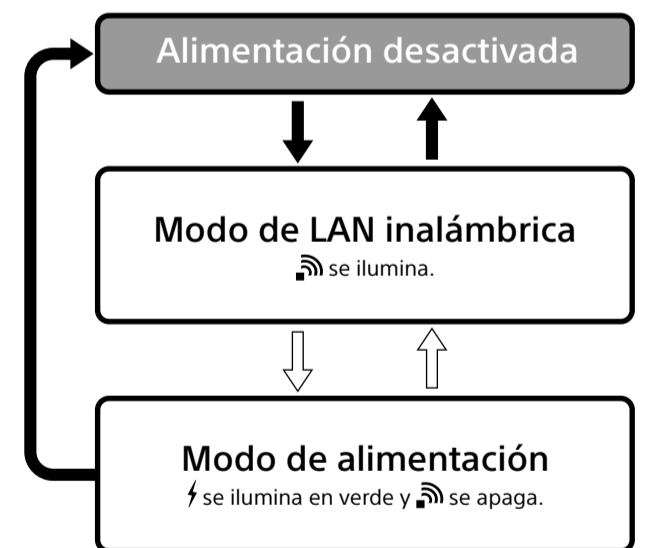 Alimentación desactivada
Modo de LAN inalámbrica
se ilumina.
Modo de alimentación
se ilumina en verde y se apaga.